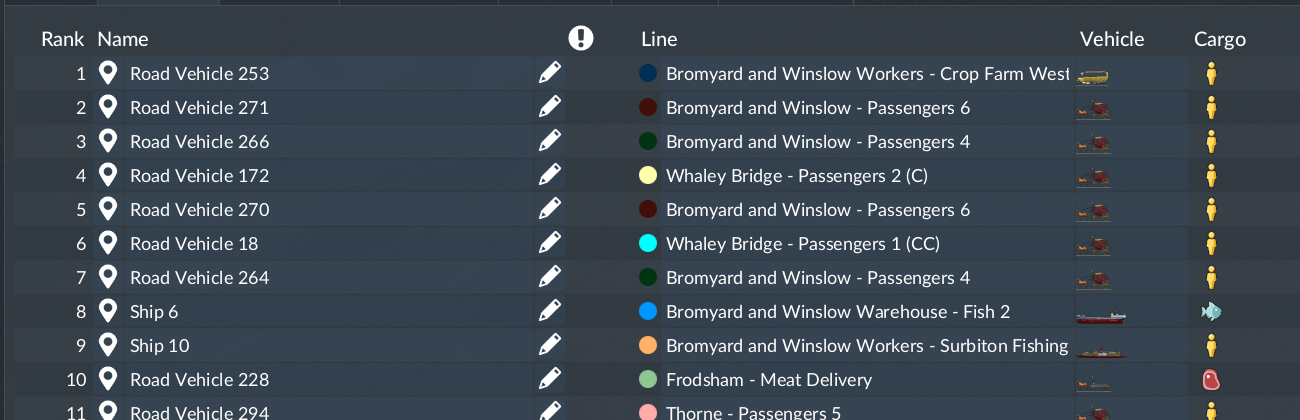 Rank Name Line Vehicle Cargo
1 Road Vehicle 253 Bromyard and Winslow Workers - Crop Farm West
2 Road Vehicle 271 Bromyard and Winslow - Passengers 6
3 Road Vehicle 266 Bromyard and Winslow - Passengers 4
4 Road Vehicle 172 Whaley Bridge - Passengers 2 (C)
5 Road Vehicle 270 Bromyard and Winslow - Passengers 6
6 Road Vehicle 18 Whaley Bridge - Passengers 1 (CC)
7 Road Vehicle 264 Bromyard and Winslow - Passengers 4
8 Ship 6 Bromyard and Winslow Warehouse - Fish 2
9 Ship 10 Bromyard and Winslow Workers - Surbiton Fishing
10 Road Vehicle 228 Frodsham - Meat Delivery
11 Road Vehicle 294 Thorne - Passengers 5